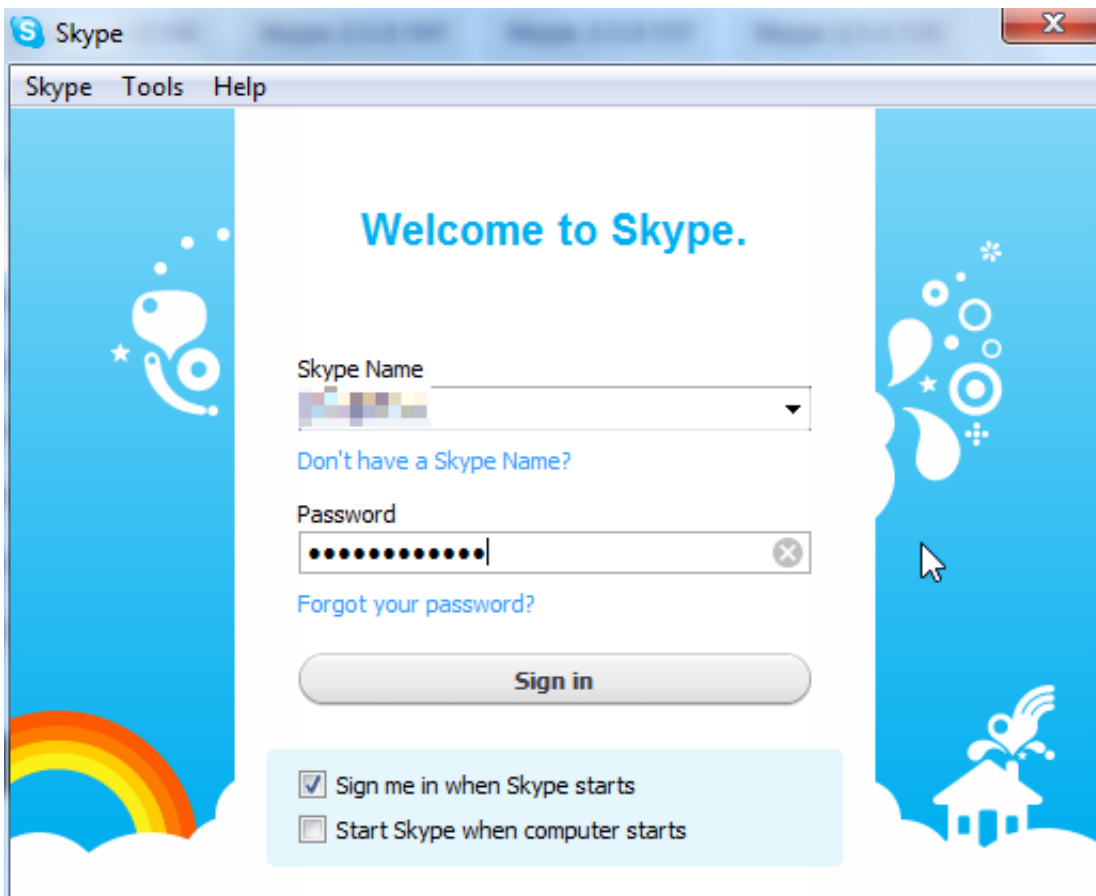 Skype
Skype Tools Help
Welcome to Skype.
Skype Name
Don't have a Skype Name?
Password
••••••••••••
Forgot your password?
Sign in
Sign me in when Skype starts
Start Skype when computer starts